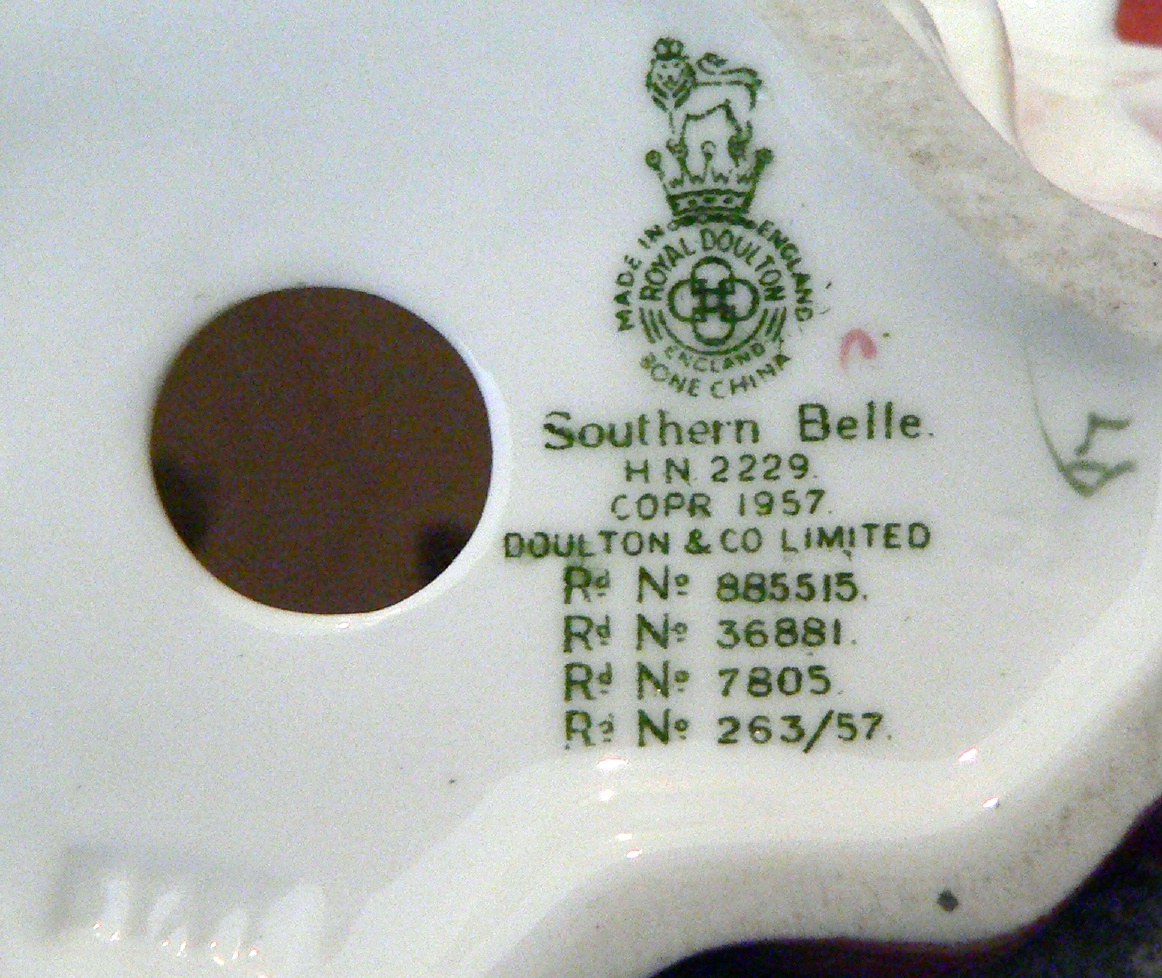 MADE IN ENGLAND
ROYAL DOULTON
ENGLAND
BONE CHINA
Southern Belle.
H N. 2229.
COPR 1957.
DOULTON & CO LIMITED
Rd No 885515.
Rd No 36881.
Rd No 7805.
Rd No 263/57.